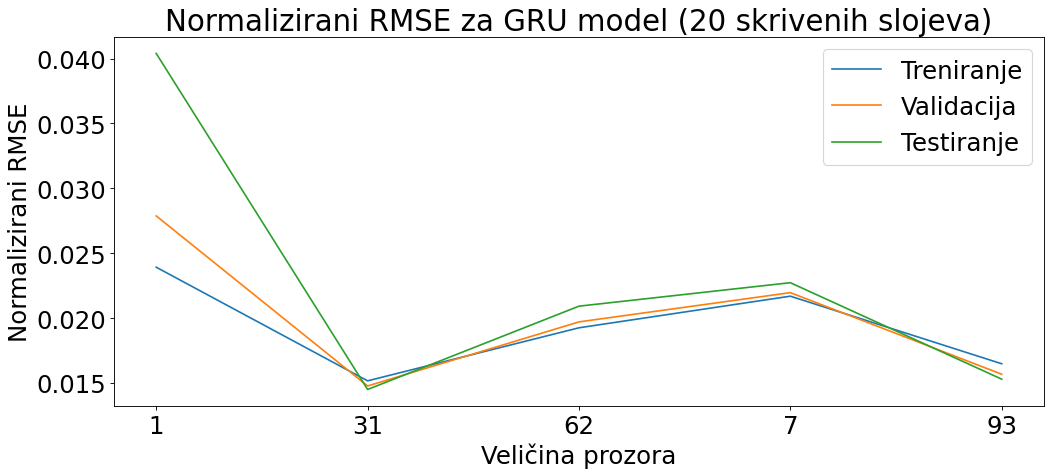 Normalizirani RMSE za GRU model (20 skrivenih slojeva)
Normalizirani RMSE
0.040
0.035
0.030
0.025
0.020
0.015
Treniranje
Validacija
Testiranje
1 31 62 7 93
Veličina prozora